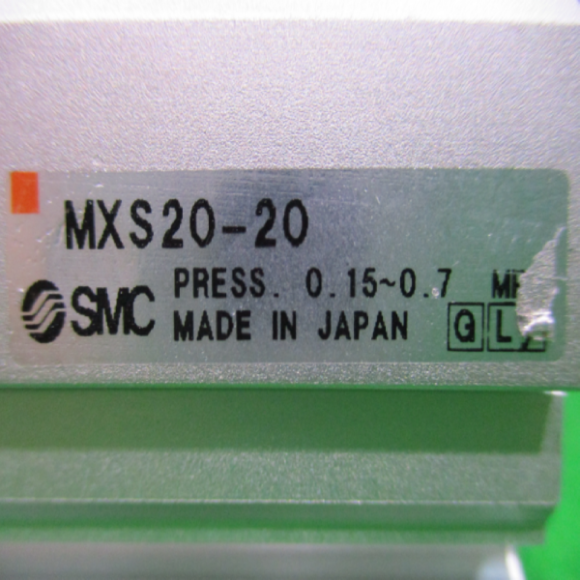 MXS20-20
SMC PRESS. 0.15~0.7
MADE IN JAPAN G L